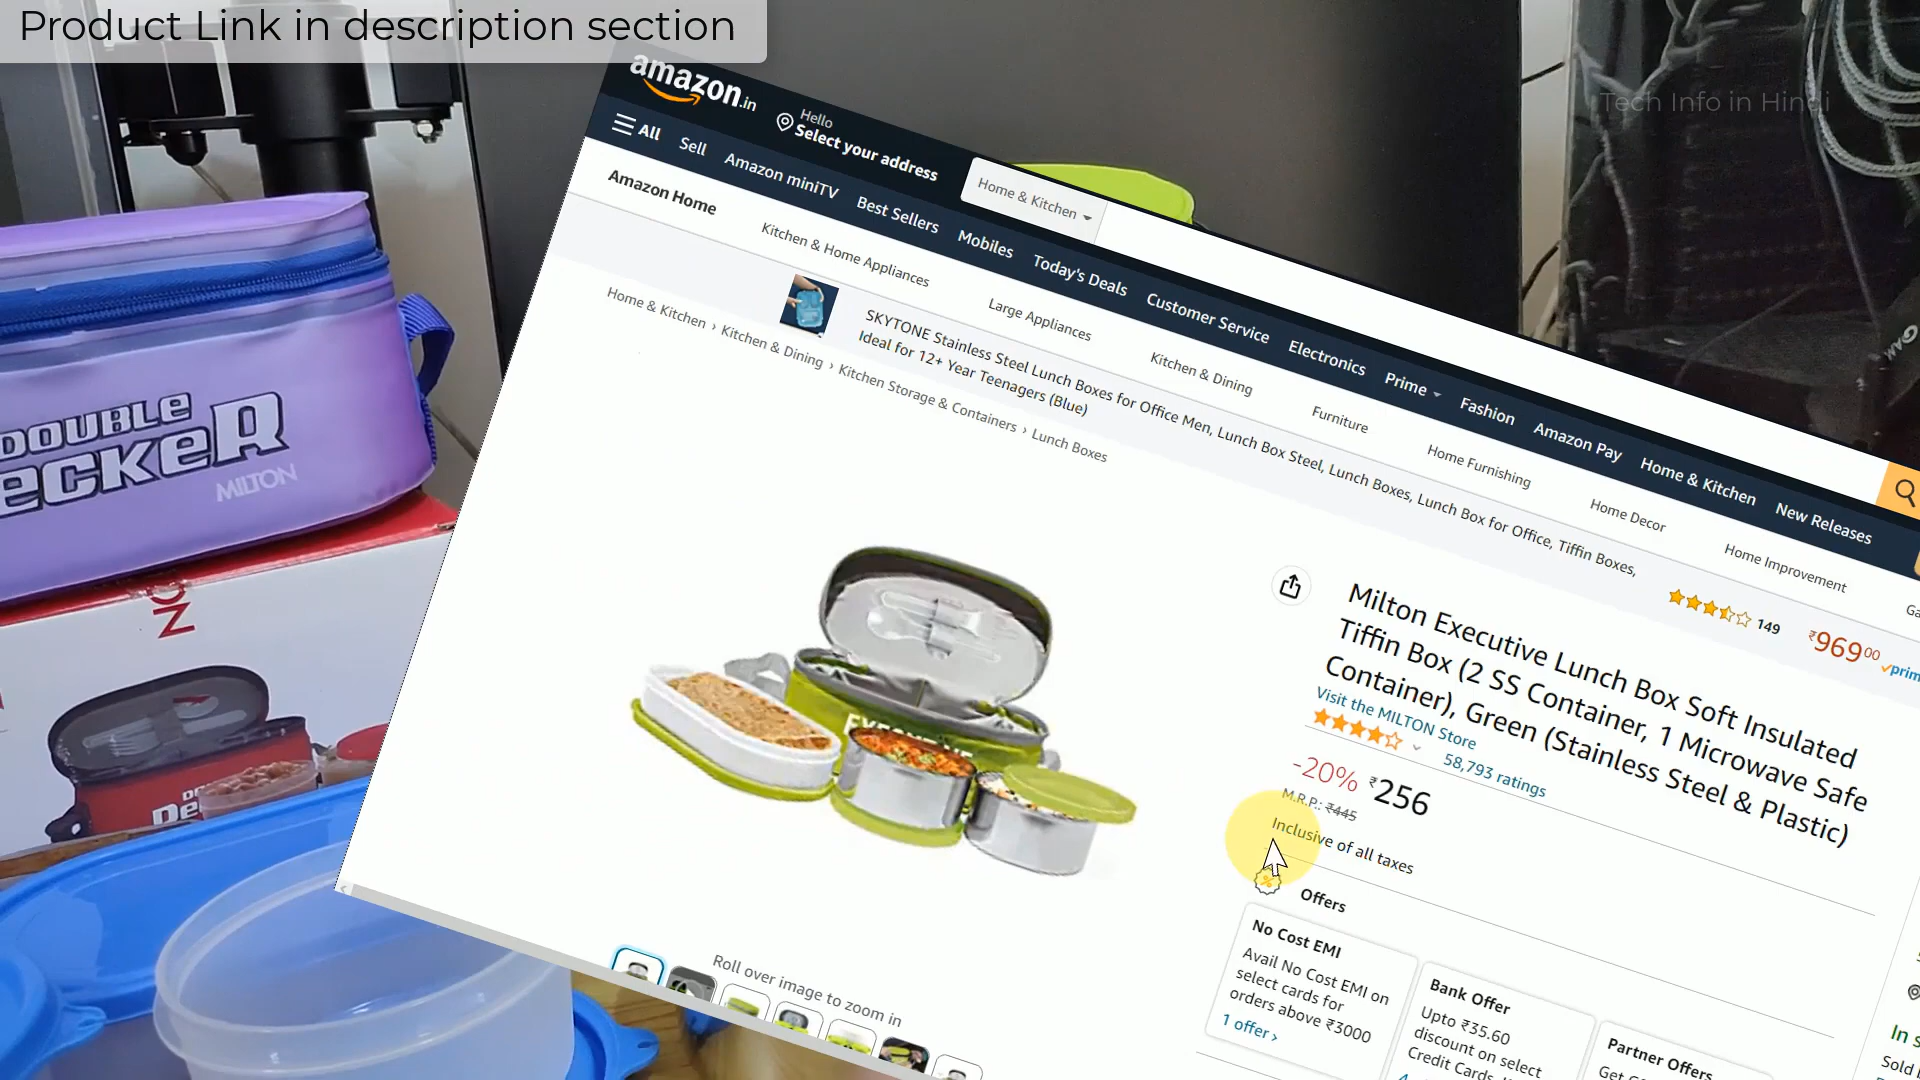 Product Link in description section
Tech Info in Hindi
amazon.in
Hello
Select your address
Home & Kitchen
All
Sell
Amazon miniTV
Best Sellers
Mobiles
Today's Deals
Customer Service
Electronics
Prime
Fashion
Amazon Pay
Home & Kitchen
New Releases
Amazon Home
Kitchen & Home Appliances
Large Appliances
Kitchen & Dining
Furniture
Home Furnishing
Home Decor
Home Improvement
SKYTONE Stainless Steel Lunch Boxes for Office Men, Lunch Box Steel, Lunch Boxes, Lunch Box for Office, Tiffin Boxes,
Ideal for 12+ Year Teenagers (Blue)
149
₹96900
Home & Kitchen › Kitchen & Dining › Kitchen Storage & Containers › Lunch Boxes
DOUBLE
MILTON
Milton Executive Lunch Box Soft Insulated
Tiffin Box (2 SS Container, 1 Microwave Safe
Container), Green (Stainless Steel & Plastic)
Visit the MILTON Store
58,793 ratings
-20% ₹256
M.R.P.: ₹445
Inclusive of all taxes
Offers
No Cost EMI
Avail No Cost EMI on
select cards for
orders above ₹3000
1 offer ›
Bank Offer
Upto ₹35.60
discount on select
Credit Cards
Partner Offers
Roll over image to zoom in